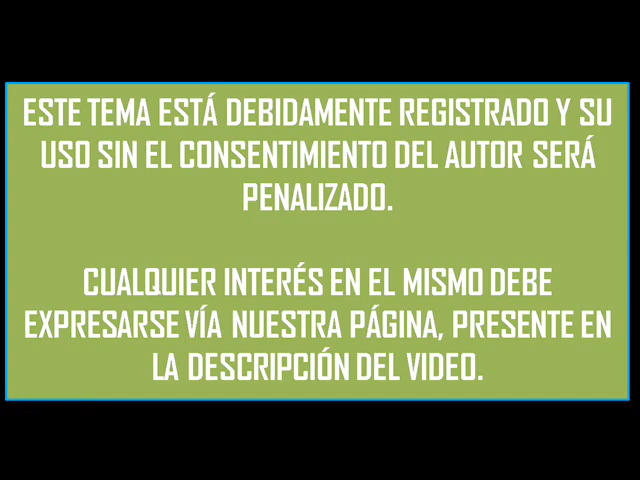 ESTE TEMA ESTÁ DEBIDAMENTE REGISTRADO Y SU
USO SIN EL CONSENTIMIENTO DEL AUTOR SERÁ
PENALIZADO.
CUALQUIER INTERÉS EN EL MISMO DEBE
EXPRESARSE VÍA NUESTRA PÁGINA, PRESENTE EN
LA DESCRIPCIÓN DEL VIDEO.